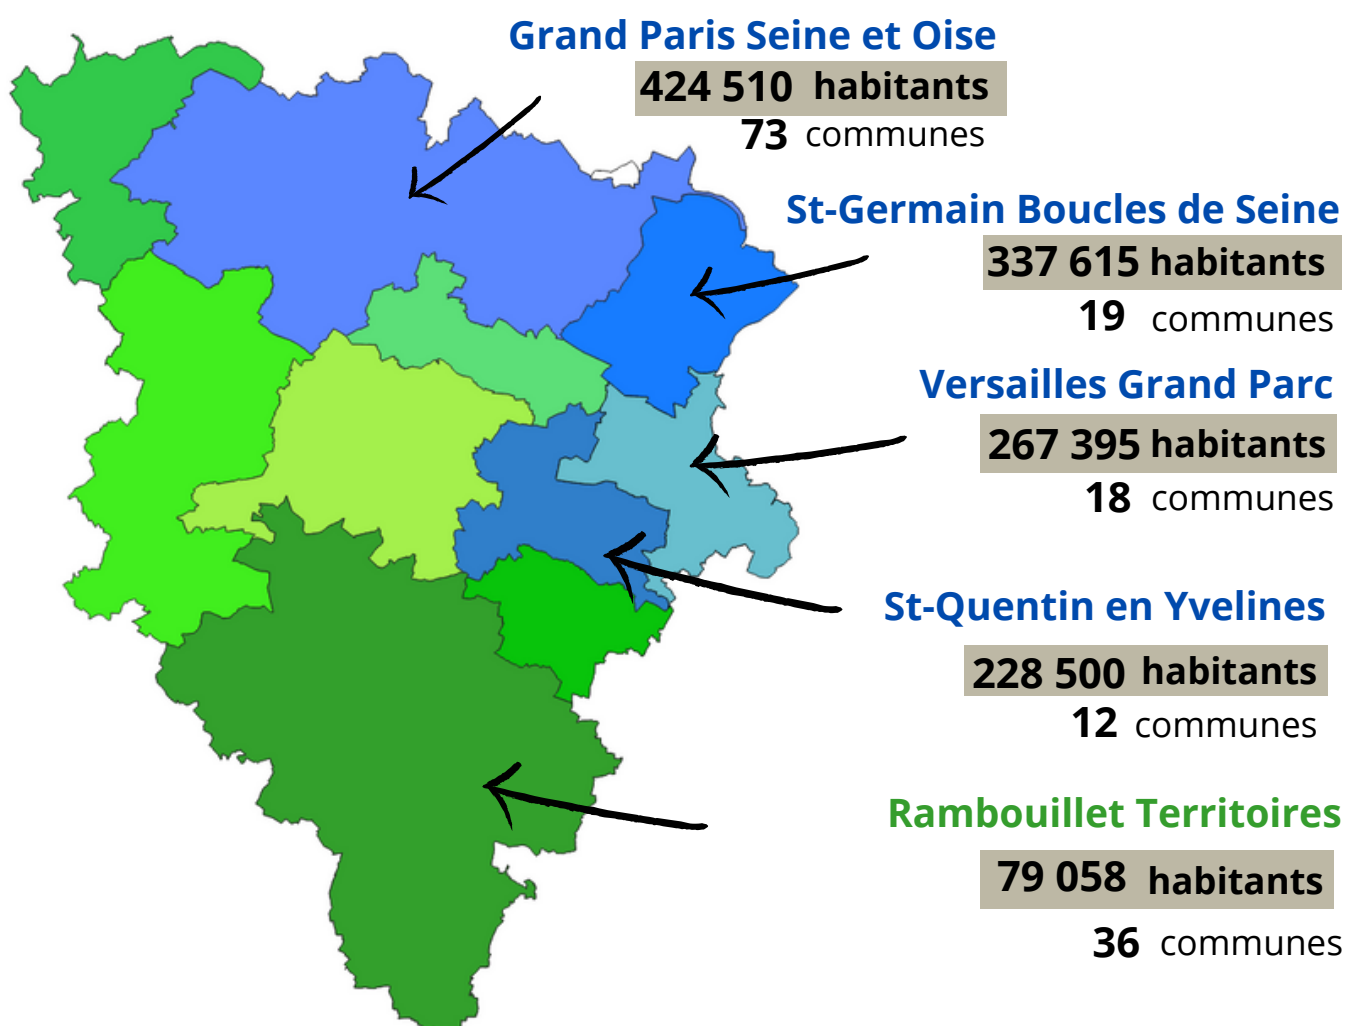 Grand Paris Seine et Oise
424 510 habitants
73 communes
St-Germain Boucles de Seine
337 615 habitants
19 communes
Versailles Grand Parc
267 395 habitants
18 communes
St-Quentin en Yvelines
228 500 habitants
12 communes
Rambouillet Territoires
79 058 habitants
36 communes